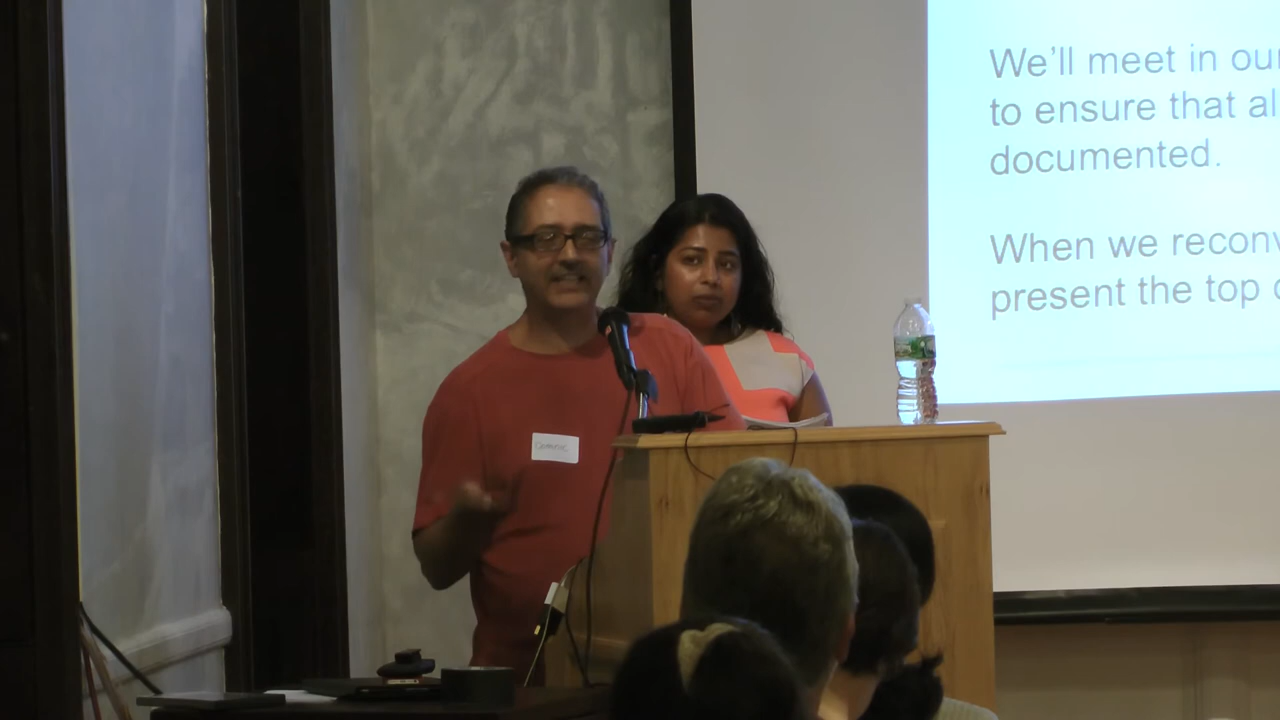 We'll meet in our
to ensure that al
documented.
When we reconv
present the top